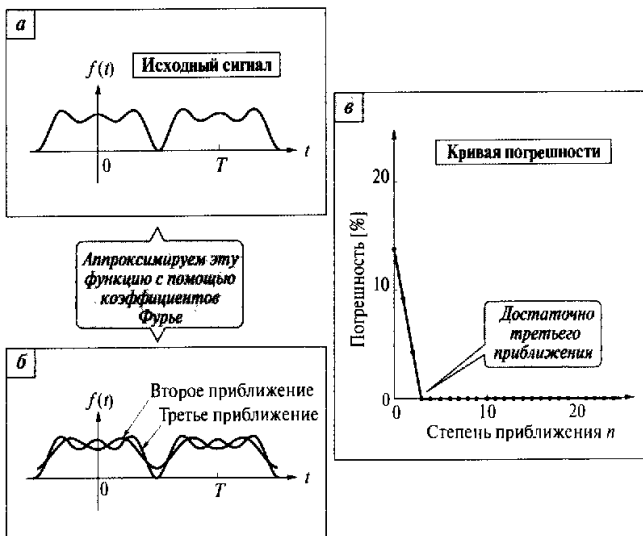 а
f(t)
Исходный сигнал
0
T
t
Аппроксимируем эту
функцию с помощью
коэффициентов
Фурье
б
f(t)
Второе приближение
Третье приближение
0
T
t
в
Кривая погрешности
Погрешность [%]
20
10
0
Достаточно
третьего
приближения
0
10
20
Степень приближения n